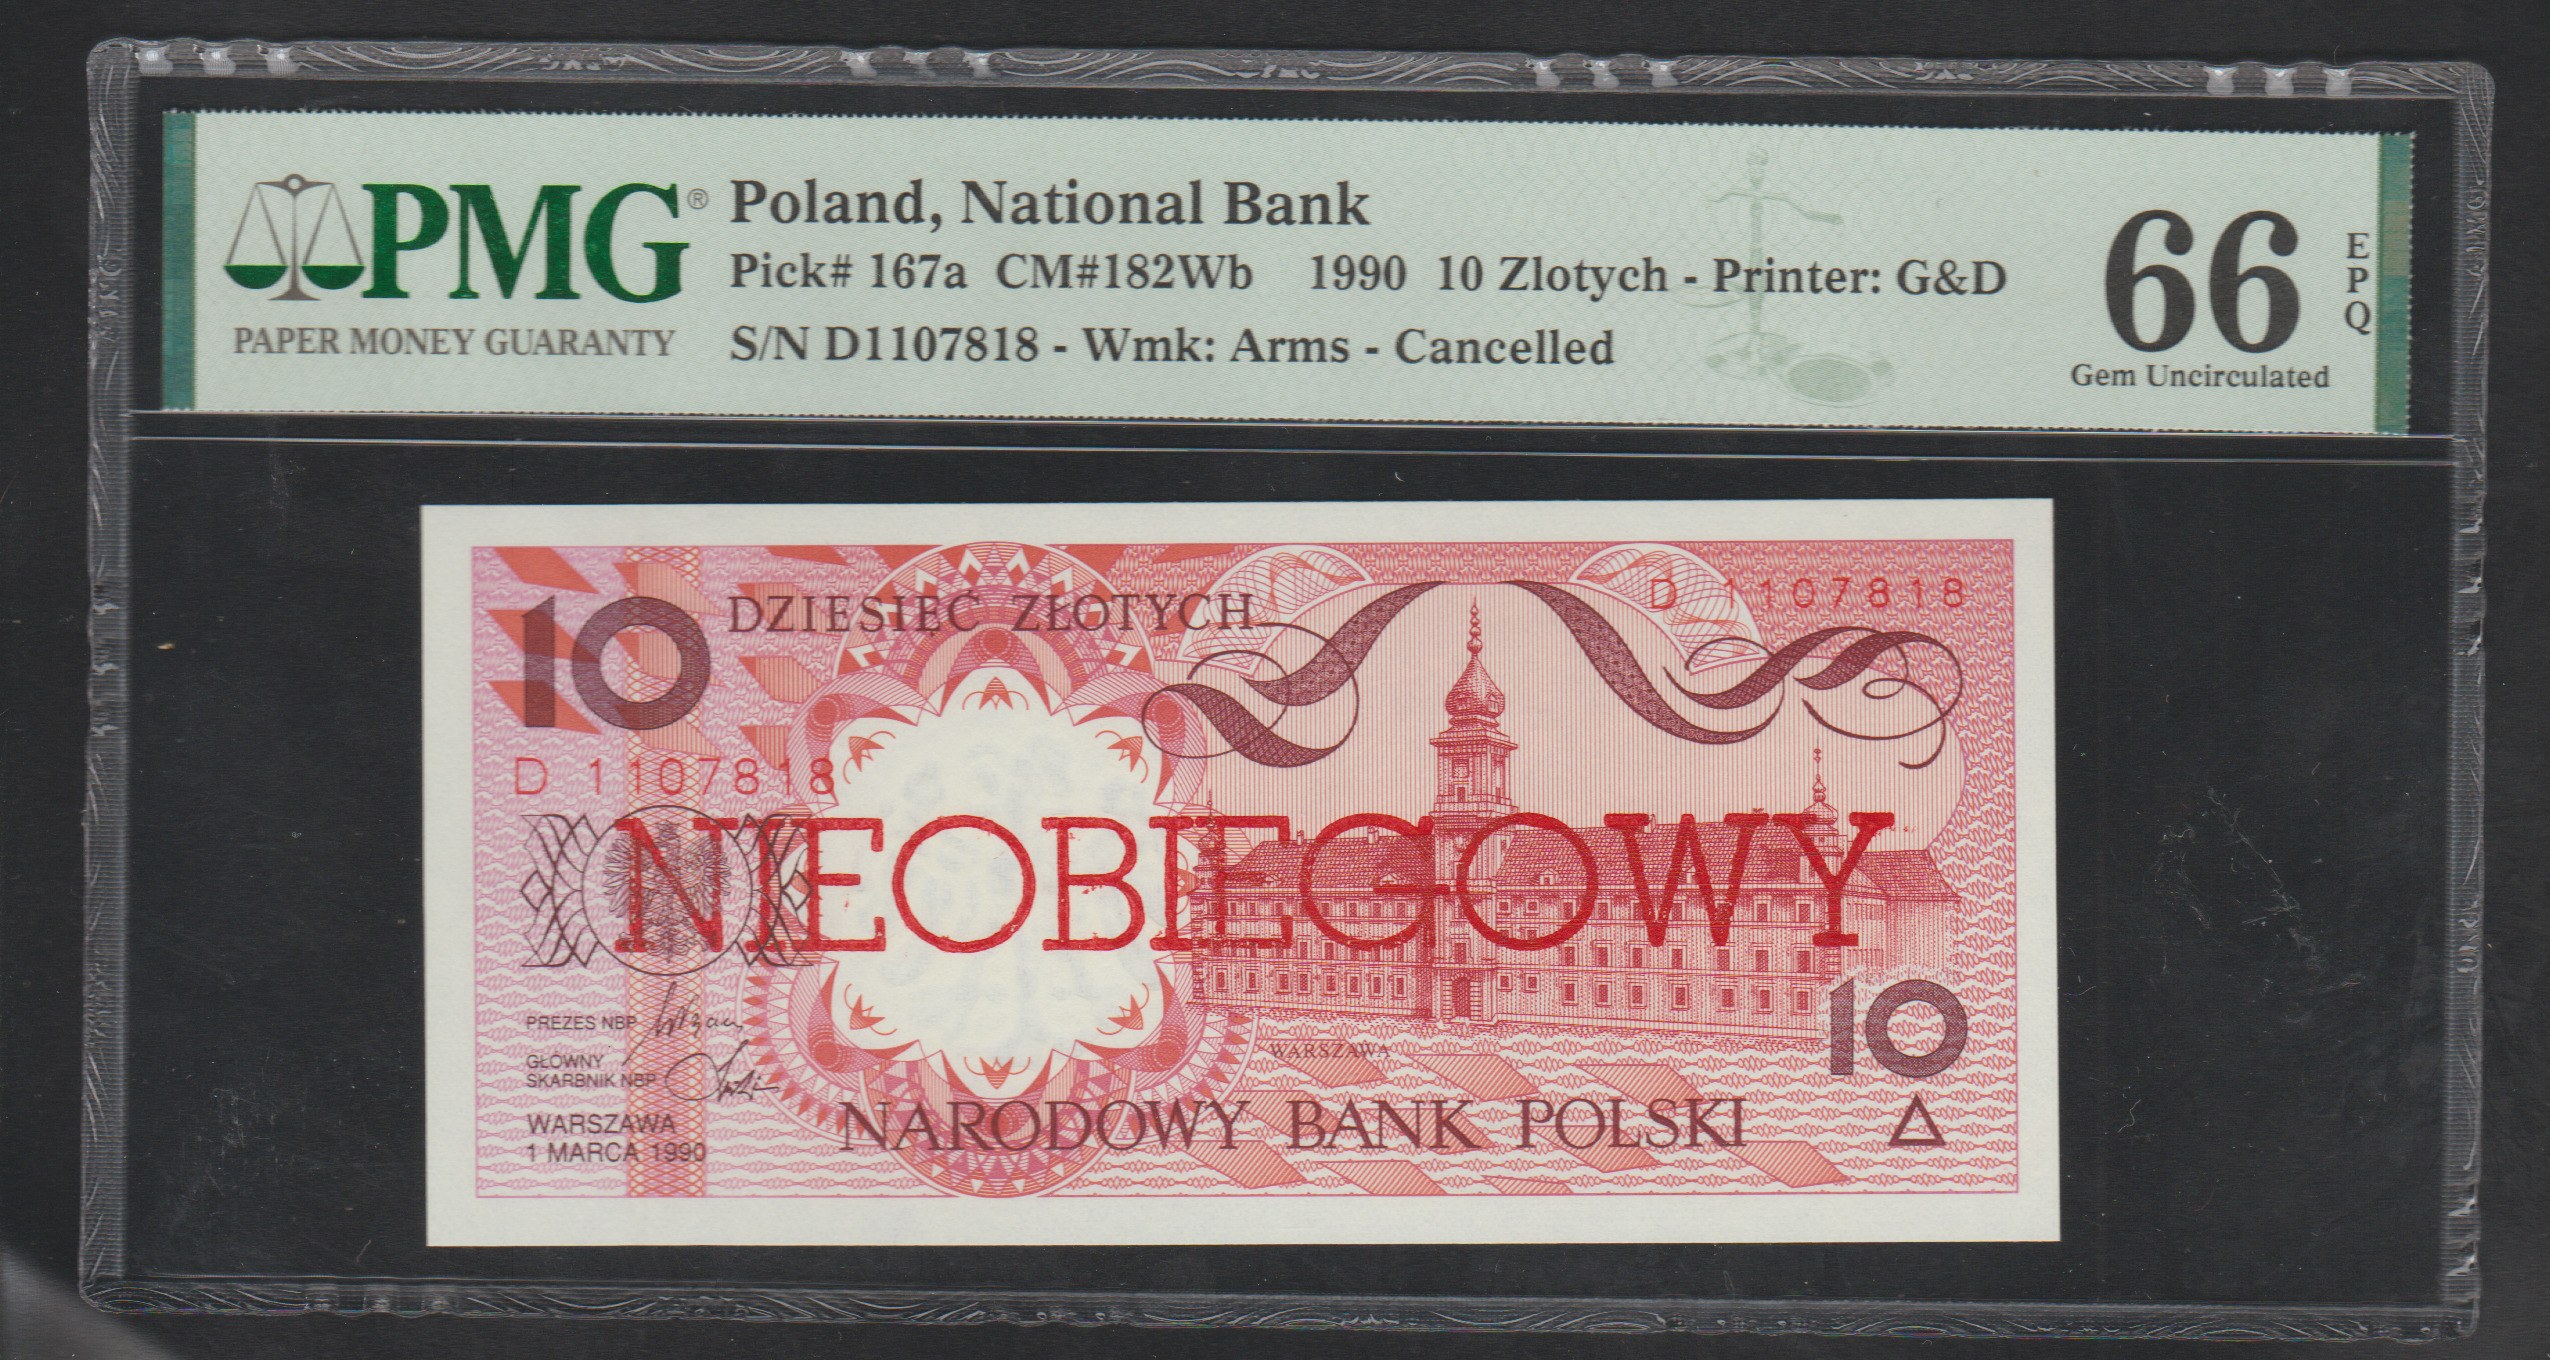 PMG® Poland, National Bank
Pick# 167a CM#182Wb 1990 10 Zlotych - Printer: G&D
PAPER MONEY GUARANTY
S/N D1107818 - Wmk: Arms - Cancelled
66 EPQ
Gem Uncirculated
10 DZIESIĘĆ ZŁOTYCH
D 1107818
D 1107818
NIEOBIEGOWY
PREZES NBP
GŁÓWNY
SKARBNIK NBP
WARSZAWA
1 MARCA 1990
WARSZAWA
10
NARODOWY BANK POLSKI